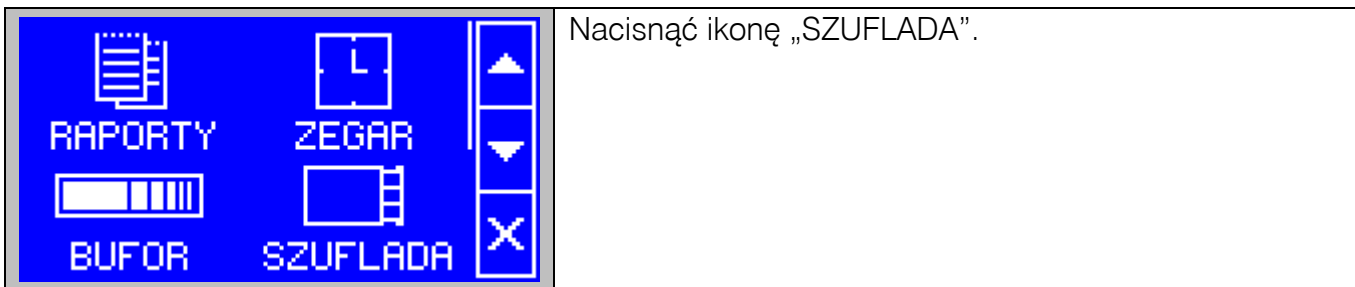 RAPORTY ZEGAR
BUFOR SZUFLADA
Nacisnąć ikonę „SZUFLADA”.